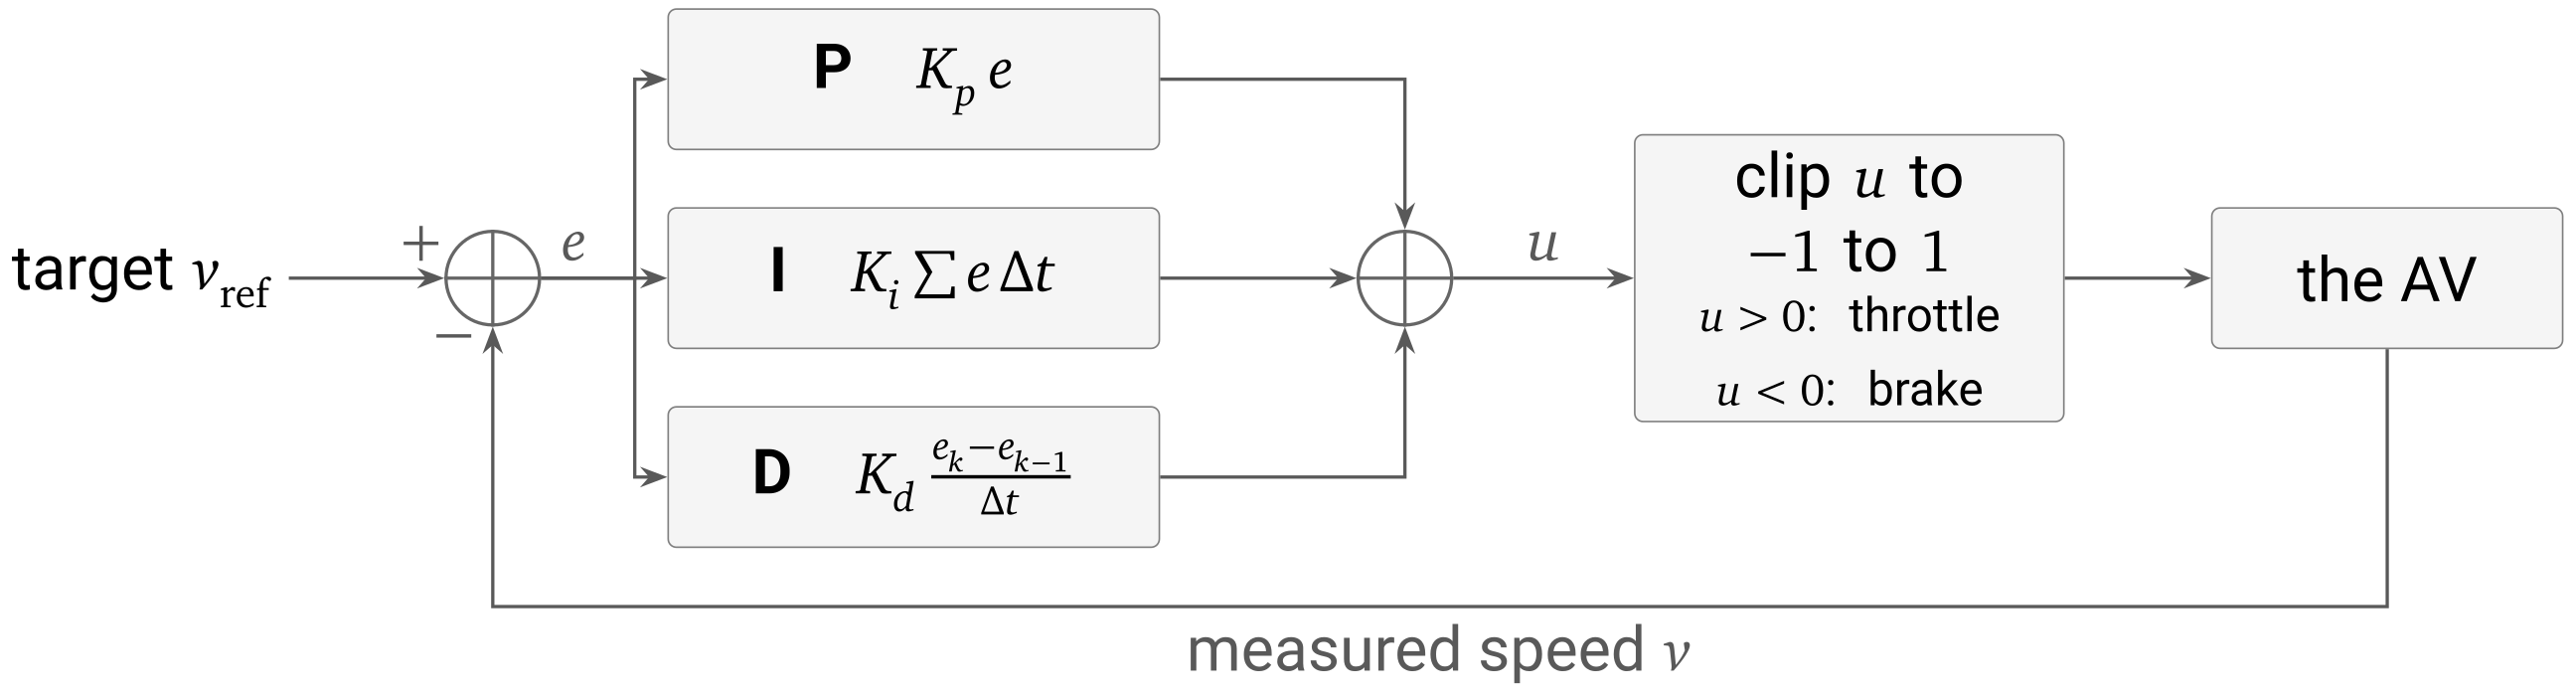 P K_p e
target v_ref
+
−
e
I K_i ∑ e Δt
u
clip u to
−1 to 1
u > 0: throttle
u < 0: brake
the AV
D K_d (e_k − e_{k−1}) / Δt
measured speed v